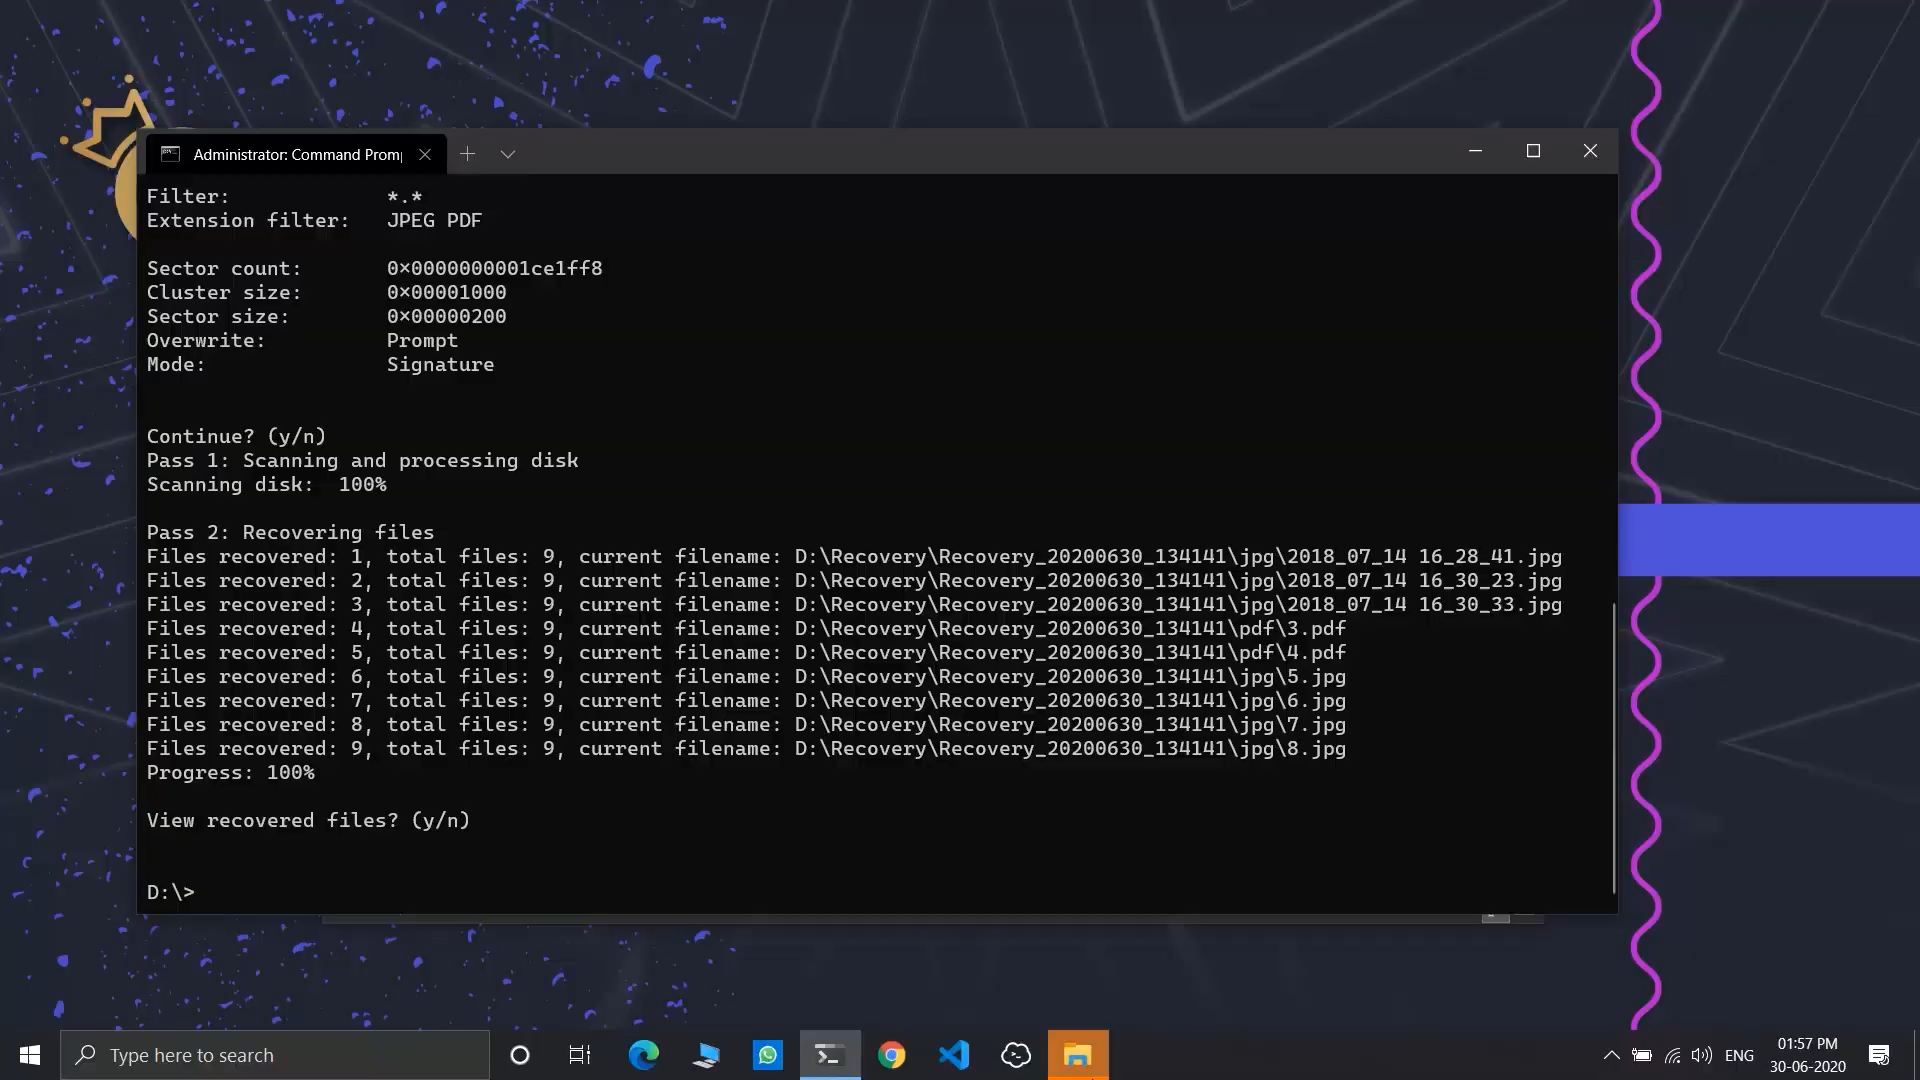 Administrator: Command Promp
Filter: *.*
Extension filter: JPEG PDF
Sector count: 0×0000000001ce1ff8
Cluster size: 0×00001000
Sector size: 0×00000200
Overwrite: Prompt
Mode: Signature
Continue? (y/n)
Pass 1: Scanning and processing disk
Scanning disk: 100%
Pass 2: Recovering files
Files recovered: 1, total files: 9, current filename: D:\Recovery\Recovery_20200630_134141\jpg\2018_07_14 16_28_41.jpg
Files recovered: 2, total files: 9, current filename: D:\Recovery\Recovery_20200630_134141\jpg\2018_07_14 16_30_23.jpg
Files recovered: 3, total files: 9, current filename: D:\Recovery\Recovery_20200630_134141\jpg\2018_07_14 16_30_33.jpg
Files recovered: 4, total files: 9, current filename: D:\Recovery\Recovery_20200630_134141\pdf\3.pdf
Files recovered: 5, total files: 9, current filename: D:\Recovery\Recovery_20200630_134141\pdf\4.pdf
Files recovered: 6, total files: 9, current filename: D:\Recovery\Recovery_20200630_134141\jpg\5.jpg
Files recovered: 7, total files: 9, current filename: D:\Recovery\Recovery_20200630_134141\jpg\6.jpg
Files recovered: 8, total files: 9, current filename: D:\Recovery\Recovery_20200630_134141\jpg\7.jpg
Files recovered: 9, total files: 9, current filename: D:\Recovery\Recovery_20200630_134141\jpg\8.jpg
Progress: 100%
View recovered files? (y/n)
D:\>
Type here to search
ENG
01:57 PM
30-06-2020